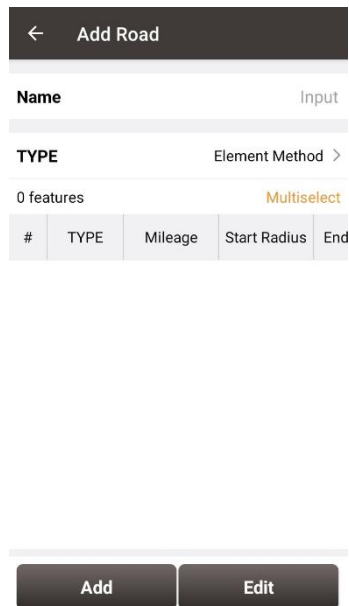 Add Road
Name Input
TYPE Element Method >
0 features Multiselect
# TYPE Mileage Start Radius End
Add Edit